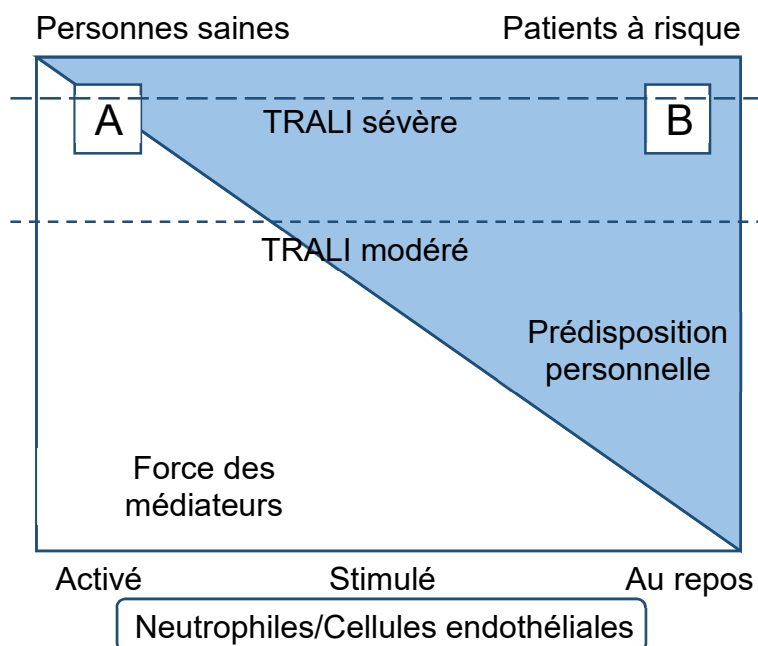 Personnes saines
Patients à risque
A
TRALI sévère
B
TRALI modéré
Prédisposition
personnelle
Force des
médiateurs
Activé
Stimulé
Au repos
Neutrophiles/Cellules endothéliales